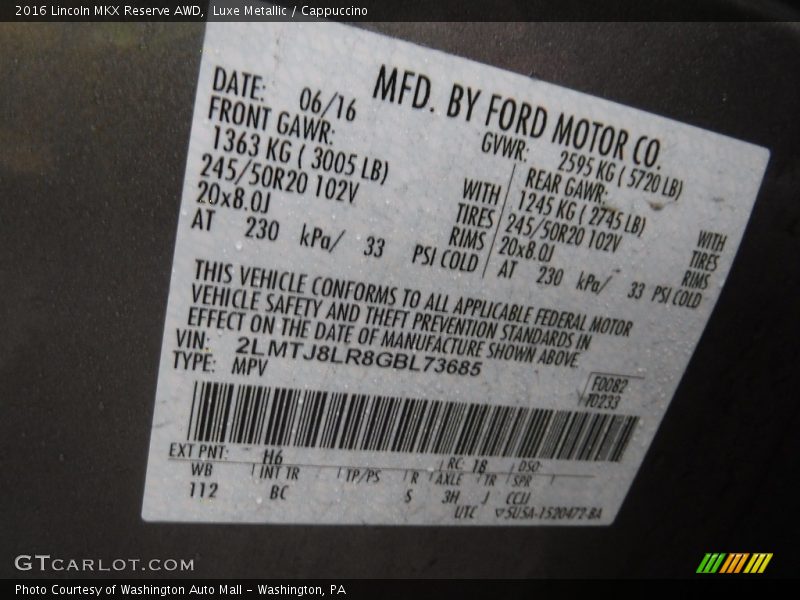 2016 Lincoln MKX Reserve AWD, Luxe Metallic / Cappuccino
MFD. BY FORD MOTOR CO.
DATE: 06/16
GVWR: 2595 KG ( 5720 LB)
FRONT GAWR:
1363 KG ( 3005 LB)
245/50R20 102V
20x8.0J
AT 230 kPa/ 33
WITH
TIRES
RIMS
PSI COLD
REAR GAWR:
1245 KG ( 2745 LB)
245/50R20 102V
20x8.0J
AT 230 kPa/ 33
WITH
TIRES
RIMS
PSI COLD
THIS VEHICLE CONFORMS TO ALL APPLICABLE FEDERAL MOTOR
VEHICLE SAFETY AND THEFT PREVENTION STANDARDS IN
EFFECT ON THE DATE OF MANUFACTURE SHOWN ABOVE.
VIN: 2LMTJ8LR8GBL73685
TYPE: MPV
F0082
70233
EXT PNT: H6 RC: 18 DSO
WB INT TR TP/PS R AXLE TR SPR
112 BC S 3H J CCJJ
UTC ▽5U5A-1520472-BA
GTCARLOT.COM
Photo Courtesy of Washington Auto Mall - Washington, PA